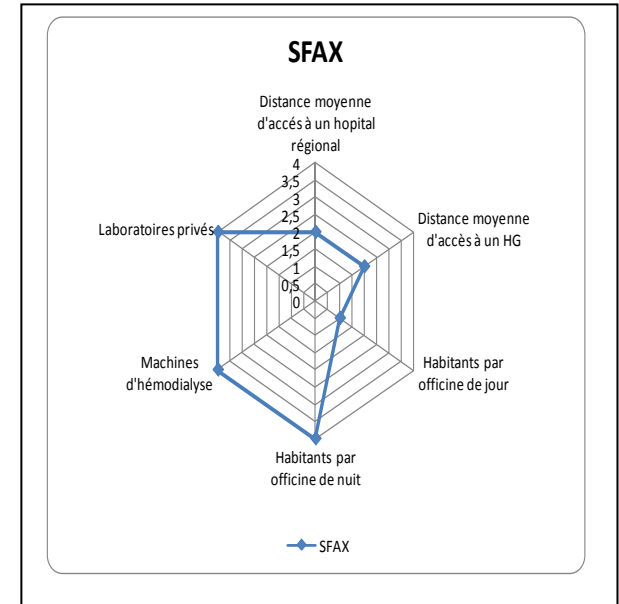 SFAX
Distance moyenne
d'accés à un hopital
régional
4
3,5
3
2,5
2
1,5
1
0,5
0
Distance moyenne
d'accès à un HG
Habitants par
officine de jour
Habitants par
officine de nuit
Machines
d'hémodialyse
Laboratoires privés
SFAX